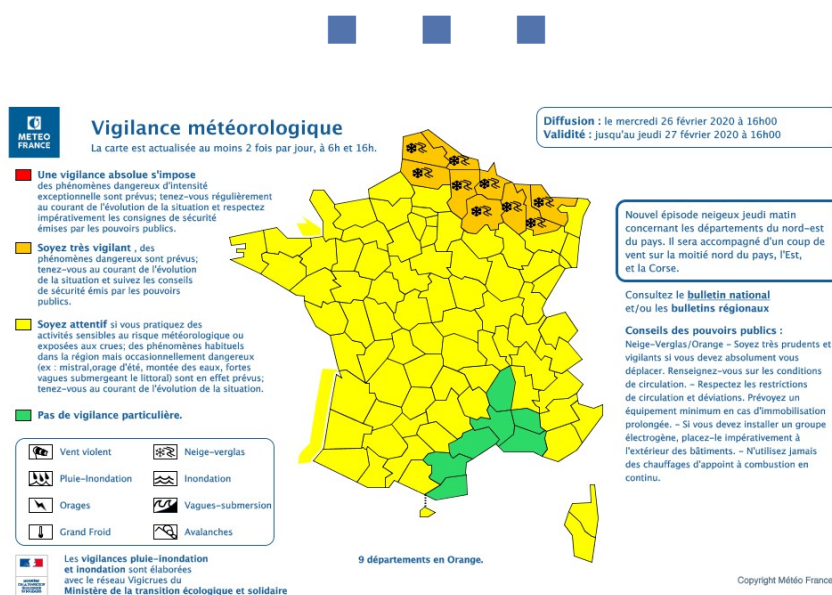 METEO
FRANCE
Vigilance météorologique
La carte est actualisée au moins 2 fois par jour, à 6h et 16h.
Diffusion : le mercredi 26 février 2020 à 16h00
Validité : jusqu'au jeudi 27 février 2020 à 16h00
Une vigilance absolue s'impose
des phénomènes dangereux d'intensité
exceptionnelle sont prévus; tenez-vous régulièrement
au courant de l'évolution de la situation et respectez
impérativement les consignes de sécurité
émises par les pouvoirs publics.
Soyez très vigilant , des
phénomènes dangereux sont prévus;
tenez-vous au courant de l'évolution
de la situation et suivez les conseils
de sécurité émis par les pouvoirs
publics.
Soyez attentif si vous pratiquez des
activités sensibles au risque météorologique ou
exposées aux crues; des phénomènes habituels
dans la région mais occasionnellement dangereux
(ex : mistral,orage d'été, montée des eaux, fortes
vagues submergeant le littoral) sont en effet prévus;
tenez-vous au courant de l'évolution de la situation.
Pas de vigilance particulière.
Vent violent
Neige-verglas
Pluie-Inondation
Inondation
Orages
Vagues-submersion
Grand Froid
Avalanches
Les vigilances pluie-inondation
et inondation sont élaborées
avec le réseau Vigicrues du
Ministère de la transition écologique et solidaire
9 départements en Orange.
Nouvel épisode neigeux jeudi matin
concernant les départements du nord-est
du pays. Il sera accompagné d'un coup de
vent sur la moitié nord du pays, l'Est,
et la Corse.
Consultez le bulletin national
et/ou les bulletins régionaux
Conseils des pouvoirs publics :
Neige-Verglas/Orange - Soyez très prudents et
vigilants si vous devez absolument vous
déplacer. Renseignez-vous sur les conditions
de circulation. - Respectez les restrictions
de circulation et déviations. Prévoyez un
équipement minimum en cas d'immobilisation
prolongée. - Si vous devez installer un groupe
électrogène, placez-le impérativement à
l'extérieur des bâtiments. - N'utilisez jamais
des chauffages d'appoint à combustion en
continu.
Copyright Météo France